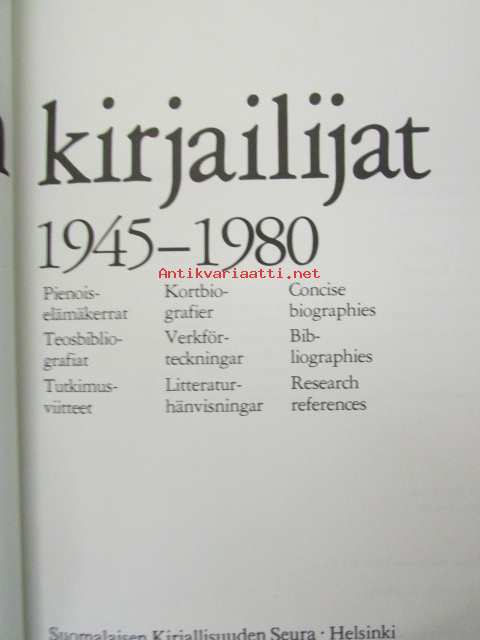 kirjailijat
1945–1980
Antikvariaatti.net
Pienois-
elämäkerrat
Teosbiblio-
grafiat
Tutkimus-
viitteet
Kortbio-
grafier
Verkför-
teckningar
Litteratur-
hänvisningar
Concise
biographies
Bib-
liographies
Research
references
Suomalaisen Kirjallisuuden Seura · Helsinki